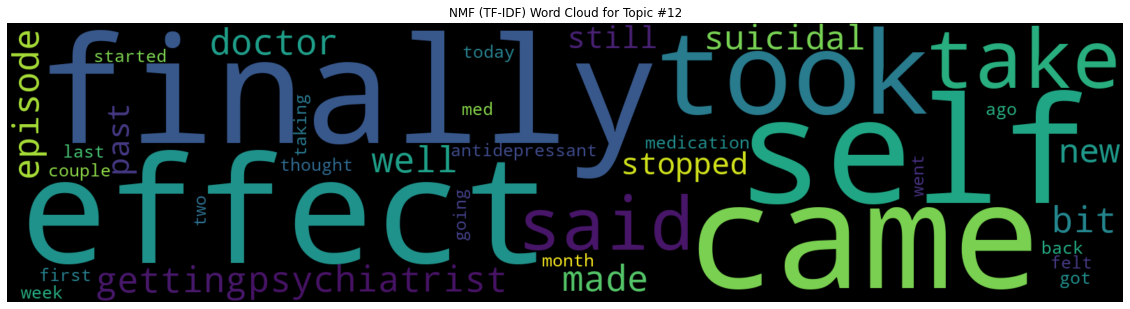 NMF (TF-IDF) Word Cloud for Topic #12
episode
started
finally
doctor
today
still
suicidal
took
take
past
taking
med
ago
last
couple
thought
well
antidepressant
medication
stopped
self
went
new
effect
two
going
said
came
bit
back
felt
got
month
made
first
week
getting
psychiatrist